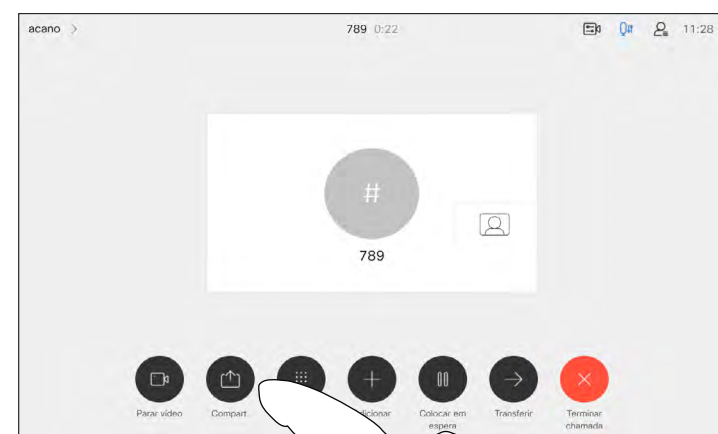 acano >
789 0:22
11:28
#
789
Parar vídeo
Compart.
Colocar em
espera
Transferir
Terminar
chamada